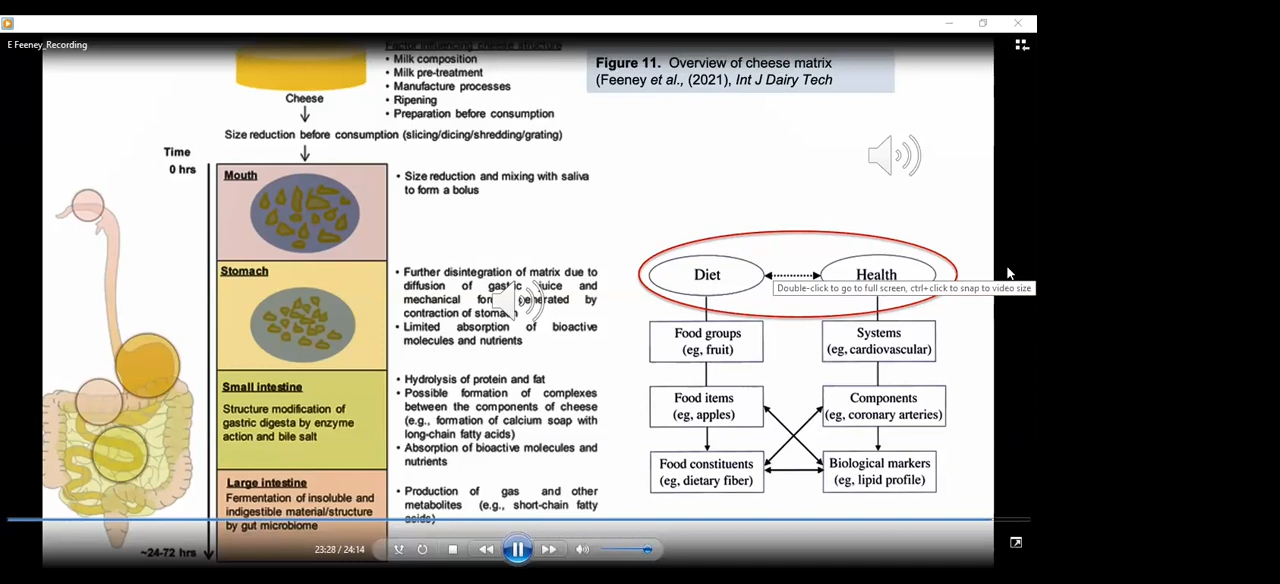 E Feeney_Recording
Factor influencing cheese structure
• Milk composition
• Milk pre-treatment
• Manufacture processes
• Ripening
• Preparation before consumption
Figure 11. Overview of cheese matrix
(Feeney et al., (2021), Int J Dairy Tech
Cheese
Size reduction before consumption (slicing/dicing/shredding/grating)
Time
0 hrs
Mouth
• Size reduction and mixing with saliva
to form a bolus
Stomach
• Further disintegration of matrix due to
diffusion of gastric juice and
mechanical
by
contraction of
• Limited absorption of bioactive
molecules and nutrients
Small intestine
Structure modification of
gastric digesta by enzyme
action and bile salt
• Hydrolysis of protein and fat
• Possible formation of complexes
between the components of cheese
(e.g., formation of calcium soap with
long-chain fatty acids)
• Absorption of bioactive molecules and
nutrients
Large intestine
Fermentation of insoluble and
indigestible material/structure
by gut microbiome
• Production of gas and other
metabolites (e.g., short-chain fatty
acids)
~24-72 hrs
Diet
Health
Double-click to go to full screen, ctrl+click to snap to video size
Food groups
(eg, fruit)
Systems
(eg, cardiovascular)
Food items
(eg, apples)
Components
(eg, coronary arteries)
Food constituents
(eg, dietary fiber)
Biological markers
(eg, lipid profile)
23:28 / 24:14